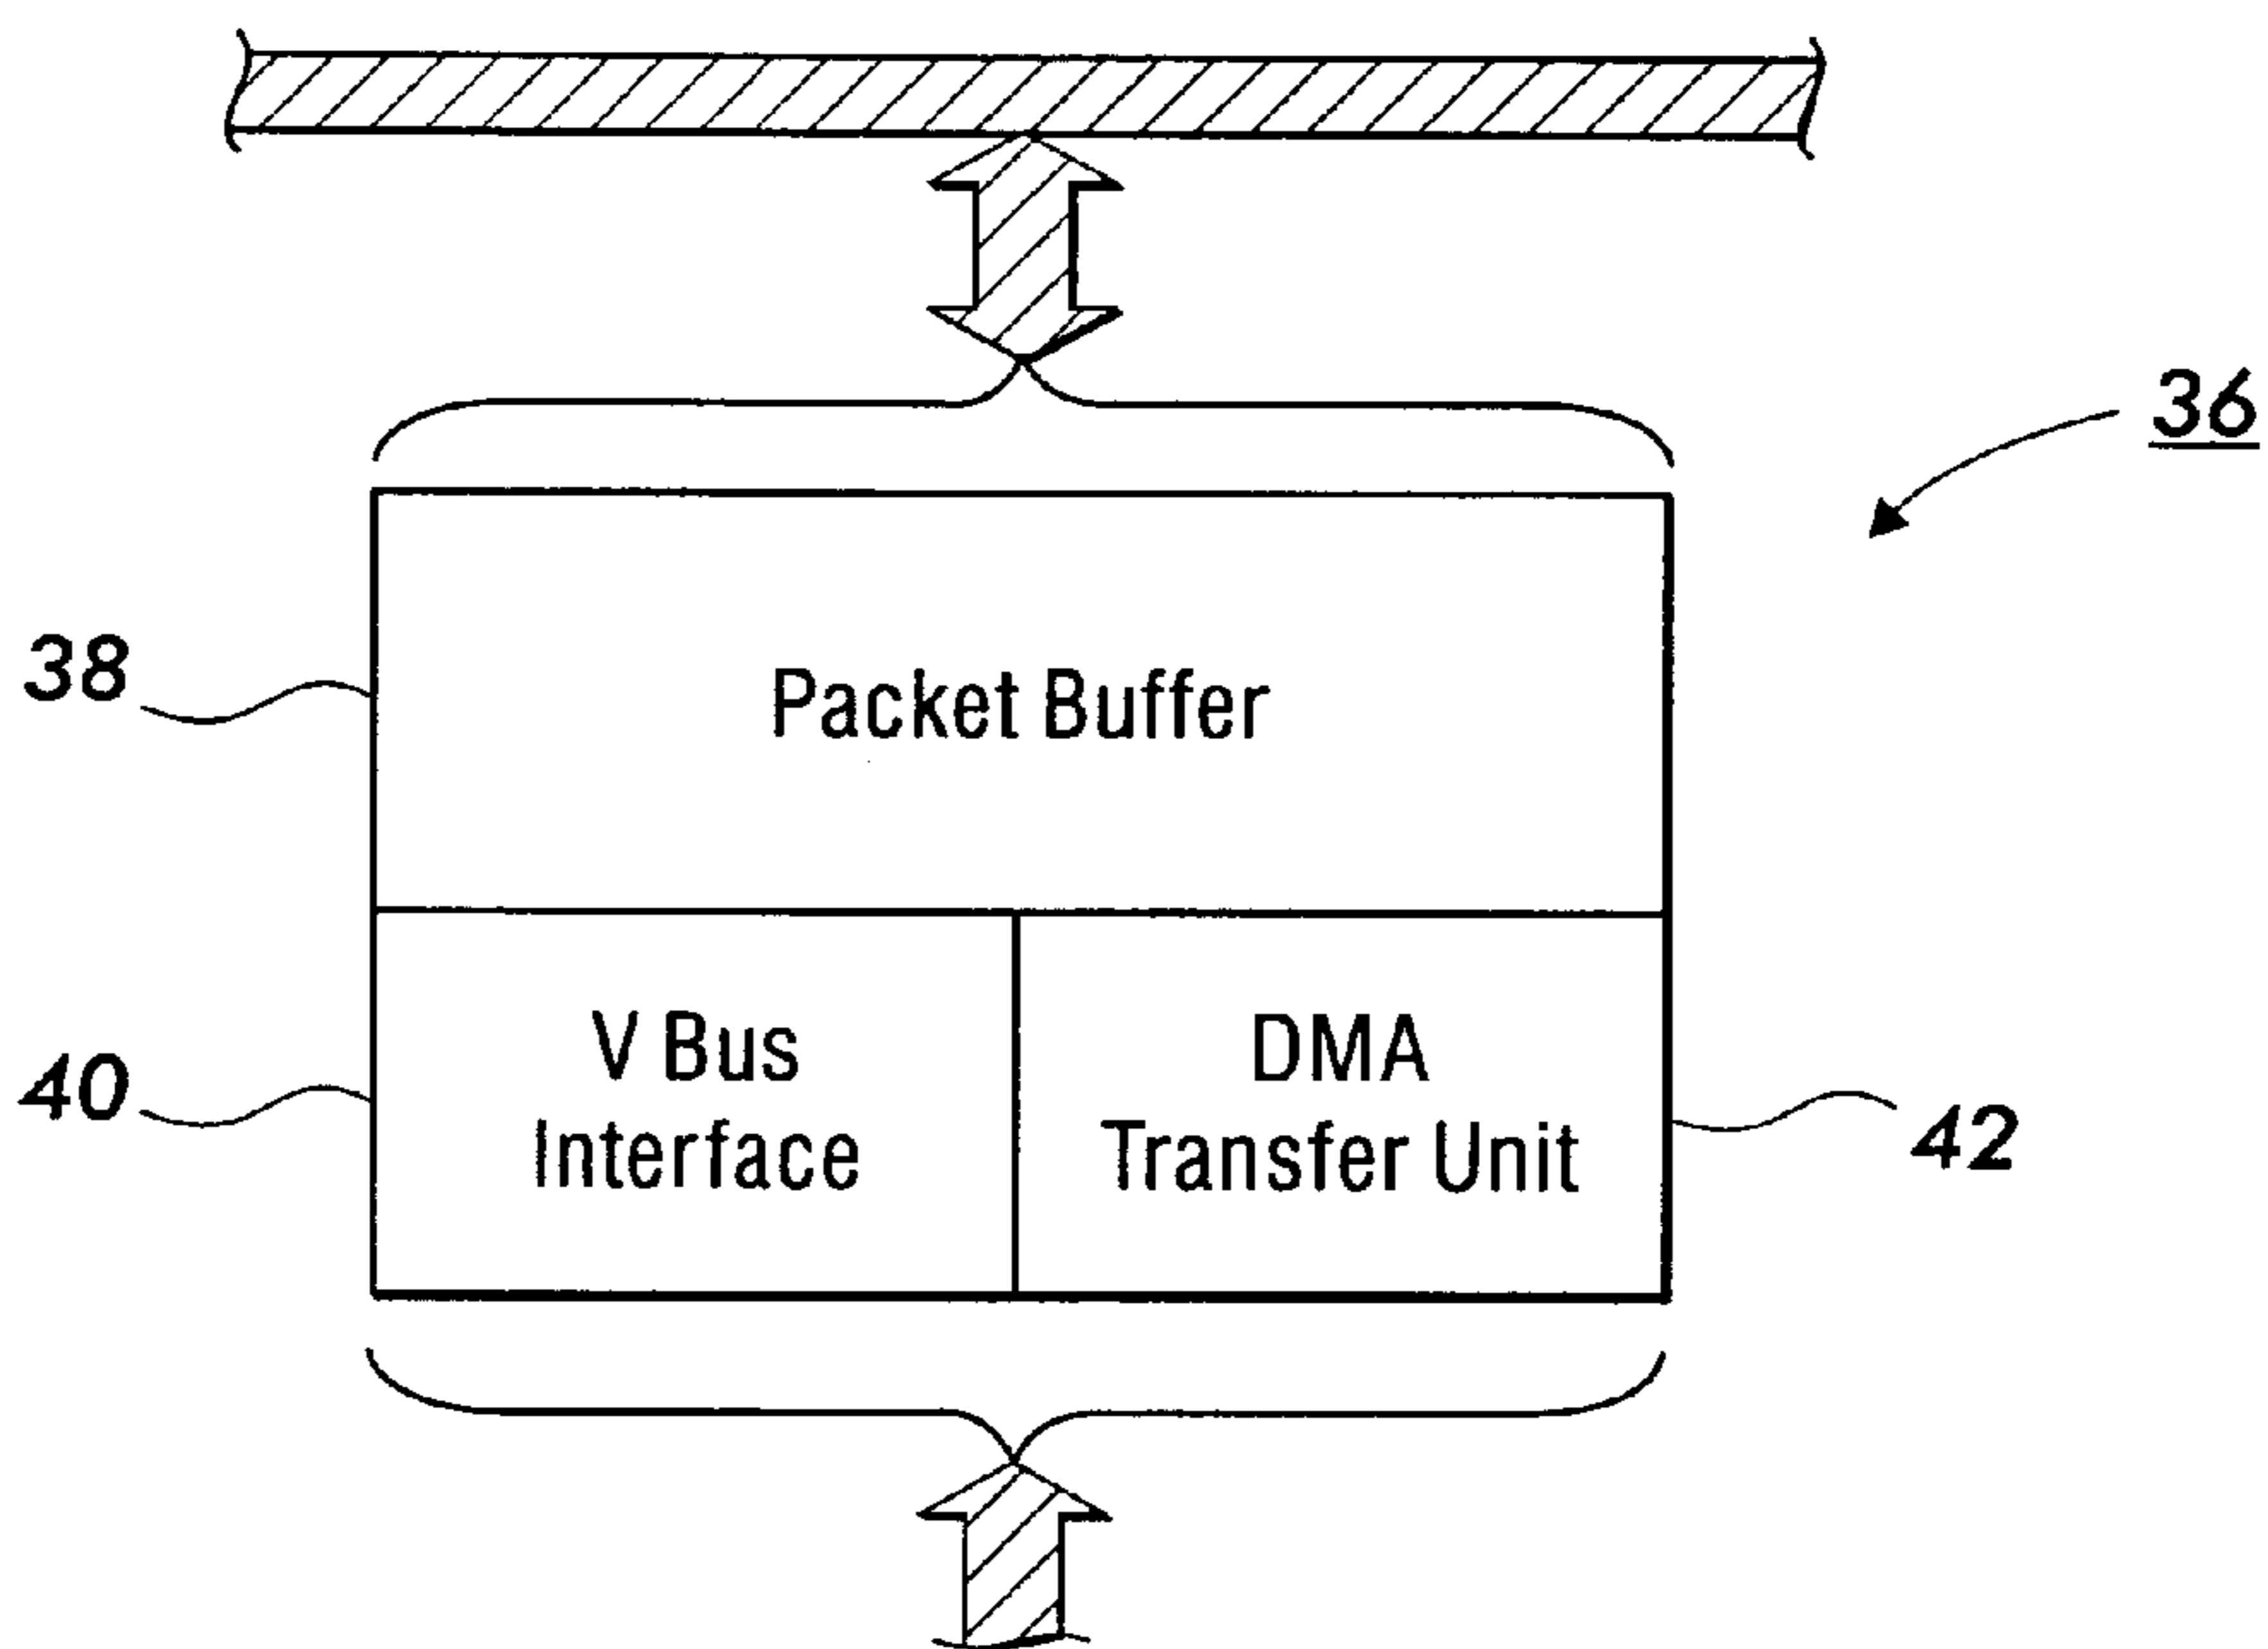 36
38
Packet Buffer
V Bus
Interface
DMA
Transfer Unit
40
42